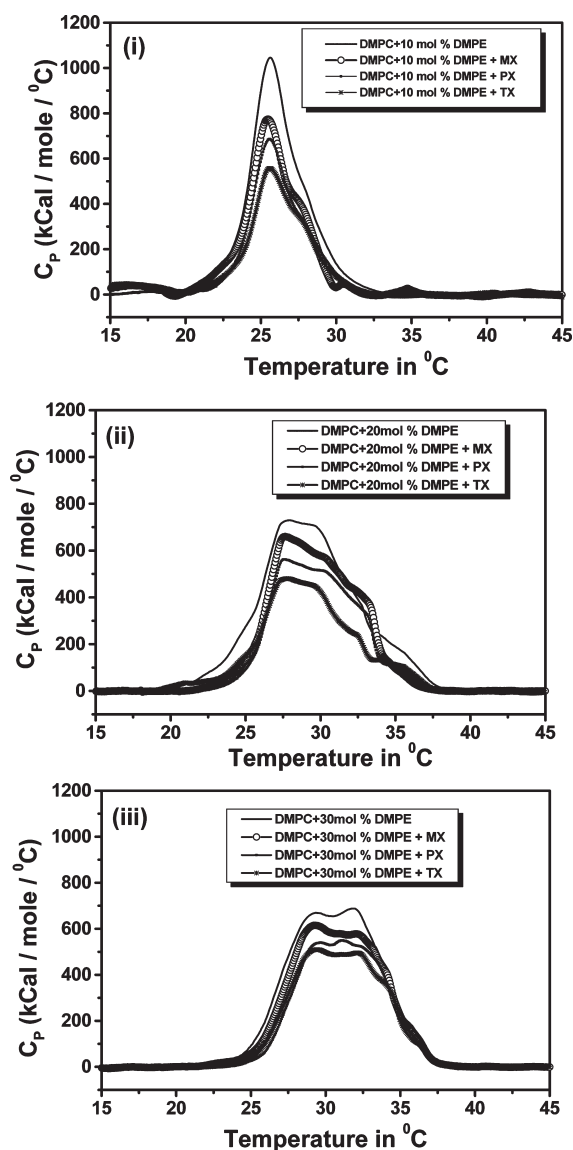 (i)
1200
1000
800
600
400
200
0
C_P (kCal / mole / ⁰C)
DMPC+10 mol % DMPE
DMPC+10 mol % DMPE + MX
DMPC+10 mol % DMPE + PX
DMPC+10 mol % DMPE + TX
15 20 25 30 35 40 45
Temperature in ⁰C
(ii)
1200
1000
800
600
400
200
0
C_P (kCal / mole / ⁰C)
DMPC+20mol % DMPE
DMPC+20mol % DMPE + MX
DMPC+20mol % DMPE + PX
DMPC+20mol % DMPE + TX
15 20 25 30 35 40 45
Temperature in ⁰C
(iii)
1200
1000
800
600
400
200
0
C_P (kCal / mole / ⁰C)
DMPC+30mol % DMPE
DMPC+30mol % DMPE + MX
DMPC+30mol % DMPE + PX
DMPC+30mol % DMPE + TX
15 20 25 30 35 40 45
Temperature in ⁰C